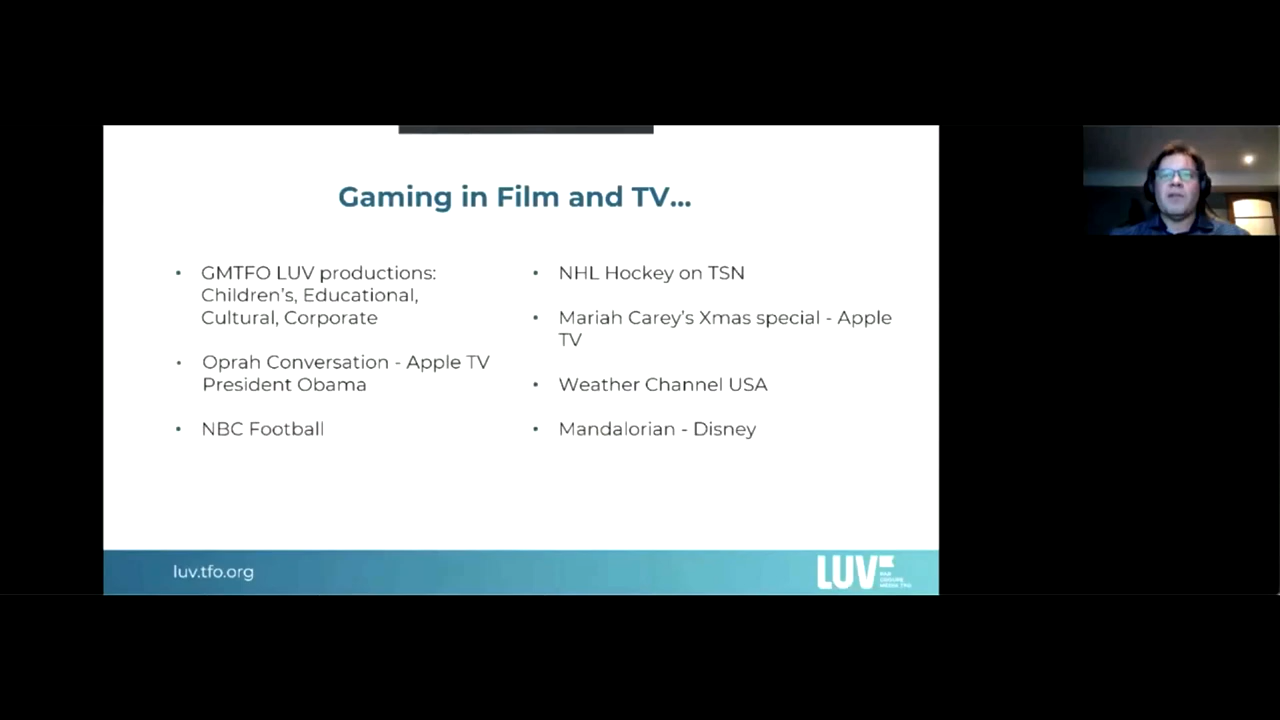 Gaming in Film and TV...
• GMTFO LUV productions:
Children's, Educational,
Cultural, Corporate
• Oprah Conversation - Apple TV
President Obama
• NBC Football
• NHL Hockey on TSN
• Mariah Carey's Xmas special - Apple
TV
• Weather Channel USA
• Mandalorian - Disney
luv.tfo.org
LUV